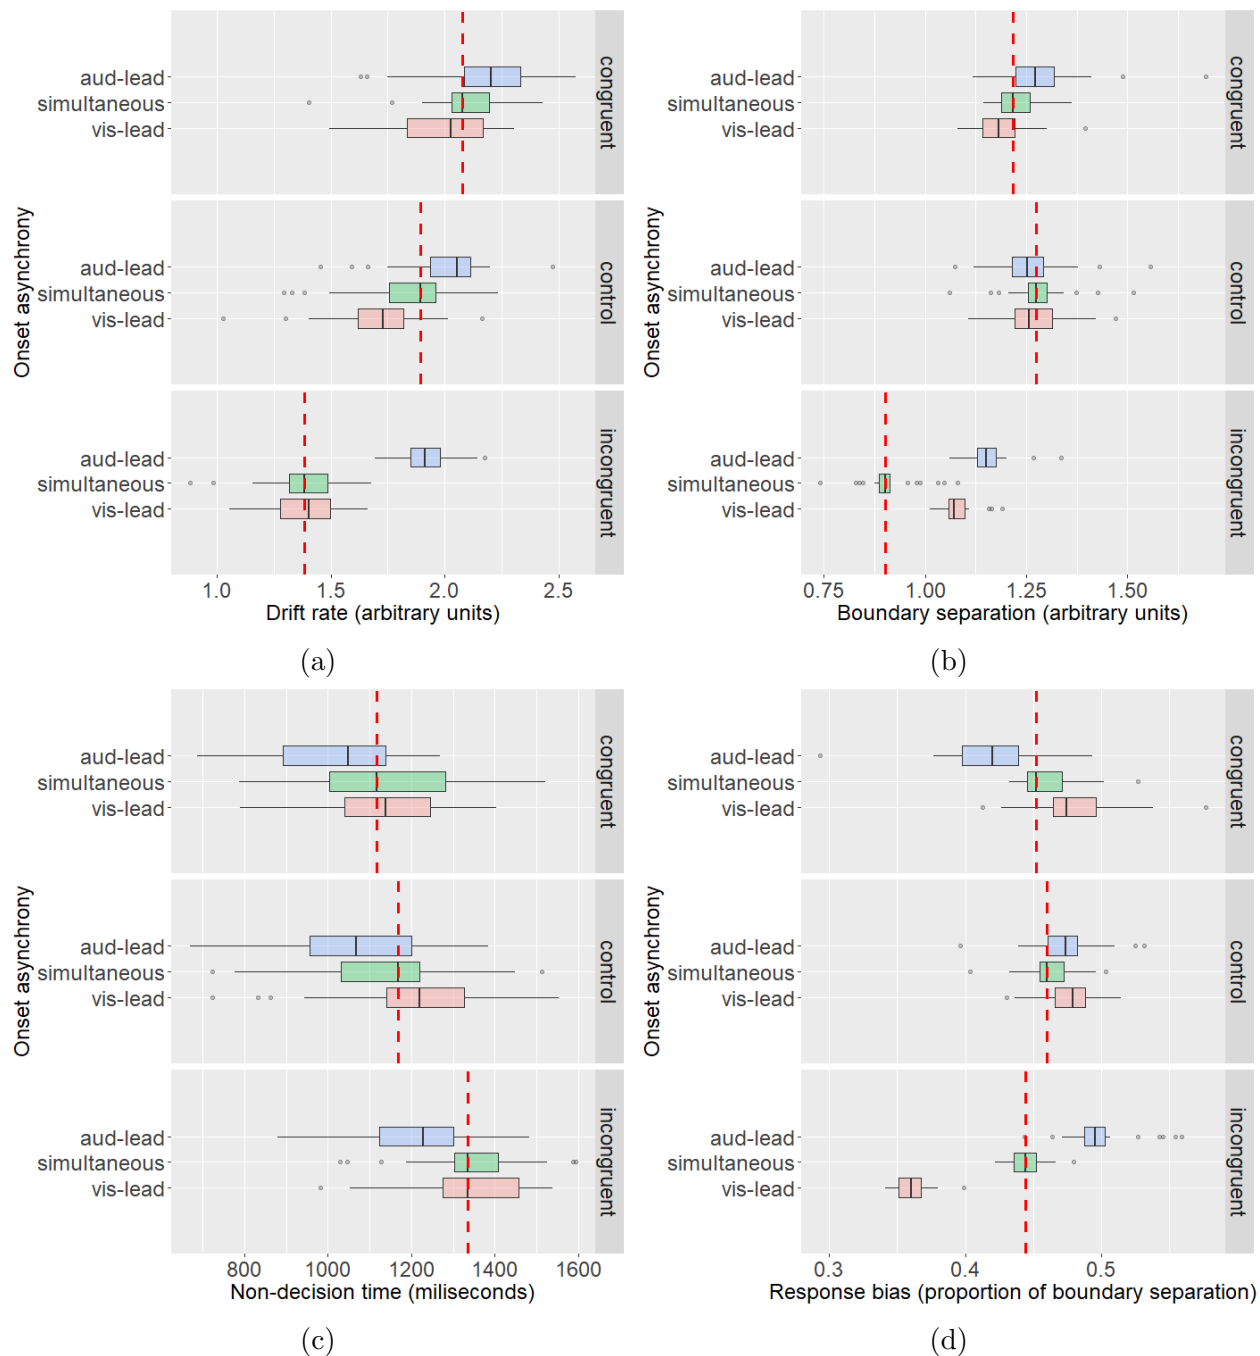 aud-lead
simultaneous
vis-lead
congruent
aud-lead
simultaneous
vis-lead
control
aud-lead
simultaneous
vis-lead
incongruent
Onset asynchrony
1.0 1.5 2.0 2.5
Drift rate (arbitrary units)
(a)
aud-lead
simultaneous
vis-lead
congruent
aud-lead
simultaneous
vis-lead
control
aud-lead
simultaneous
vis-lead
incongruent
Onset asynchrony
0.75 1.00 1.25 1.50
Boundary separation (arbitrary units)
(b)
aud-lead
simultaneous
vis-lead
congruent
aud-lead
simultaneous
vis-lead
control
aud-lead
simultaneous
vis-lead
incongruent
Onset asynchrony
800 1000 1200 1400 1600
Non-decision time (miliseconds)
(c)
aud-lead
simultaneous
vis-lead
congruent
aud-lead
simultaneous
vis-lead
control
aud-lead
simultaneous
vis-lead
incongruent
Onset asynchrony
0.3 0.4 0.5
Response bias (proportion of boundary separation)
(d)